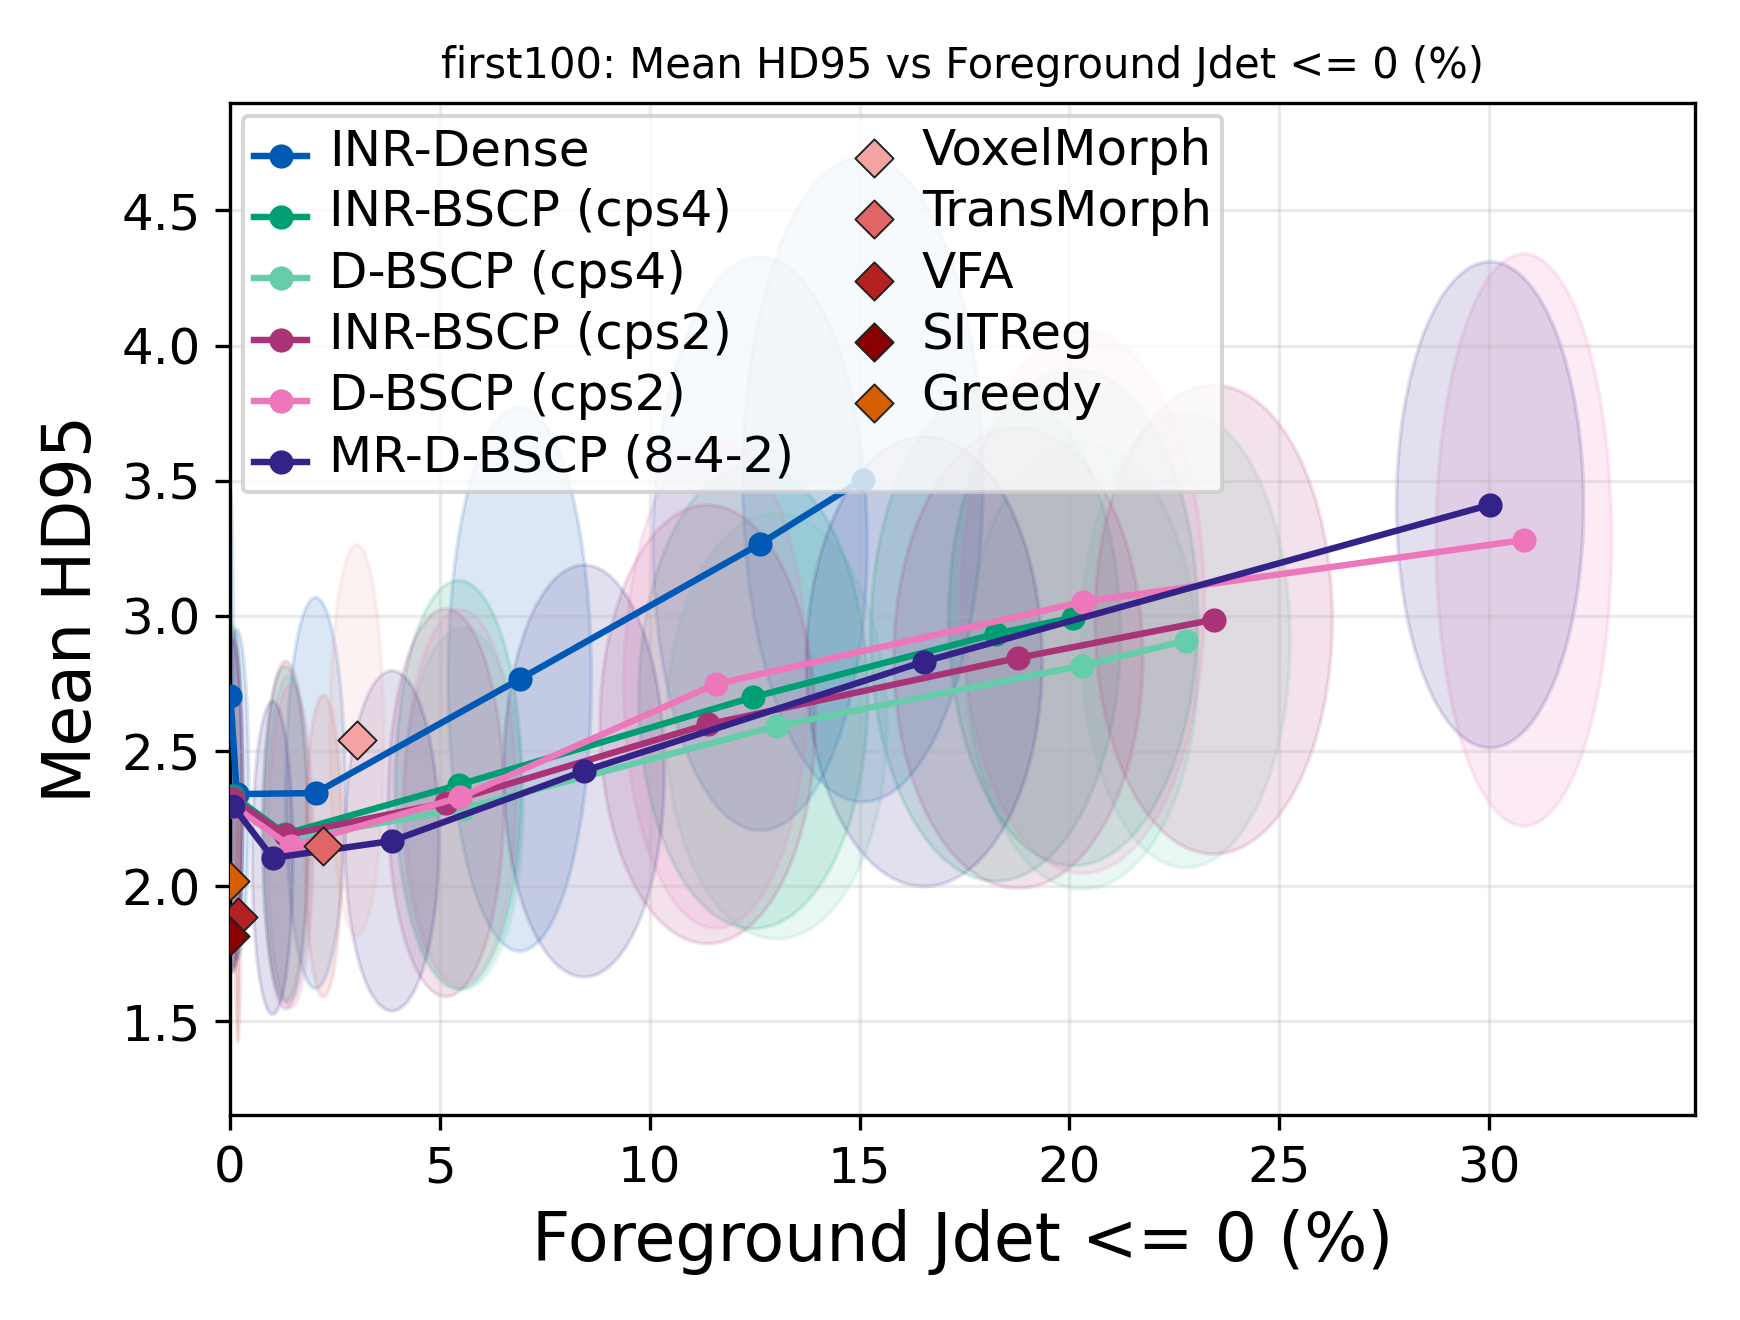 first100: Mean HD95 vs Foreground Jdet <= 0 (%)
INR-Dense
INR-BSCP (cps4)
D-BSCP (cps4)
INR-BSCP (cps2)
D-BSCP (cps2)
MR-D-BSCP (8-4-2)
VoxelMorph
TransMorph
VFA
SITReg
Greedy
Mean HD95
4.5
4.0
3.5
3.0
2.5
2.0
1.5
0 5 10 15 20 25 30
Foreground Jdet <= 0 (%)